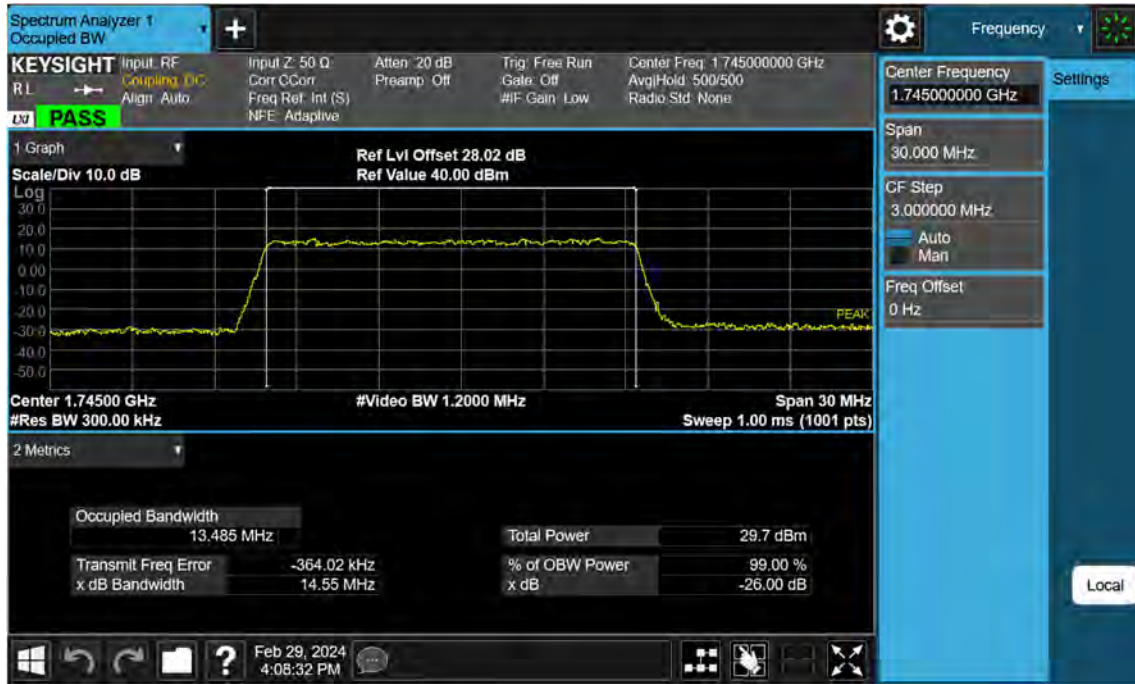 Spectrum Analyzer 1
Occupied BW
+
Frequency
KEYSIGHT Input: RF Input Z: 50 Ω Atten: 20 dB Trig: Free Run Center Freq: 1.745000000 GHz
RL Coupling: DC Corr CCorr Preamp: Off Gate: Off Avg|Hold: 500/500
Align: Auto Freq Ref: Int (S) #IF Gain: Low Radio Std: None
LXI PASS NFE: Adaptive
Center Frequency
1.745000000 GHz
Settings
Span
30.000 MHz
CF Step
3.000000 MHz
Auto
Man
Freq Offset
0 Hz
Local
1 Graph
Ref Lvl Offset 28.02 dB
Scale/Div 10.0 dB Ref Value 40.00 dBm
Log
30.0
20.0
10.0
0.00
-10.0
-20.0
-30.0
-40.0
-50.0
PEAK
Center 1.74500 GHz #Video BW 1.2000 MHz Span 30 MHz
#Res BW 300.00 kHz Sweep 1.00 ms (1001 pts)
2 Metrics
Occupied Bandwidth
13.485 MHz
Total Power 29.7 dBm
Transmit Freq Error -364.02 kHz % of OBW Power 99.00 %
x dB Bandwidth 14.55 MHz x dB -26.00 dB
? Feb 29, 2024
4:08:32 PM